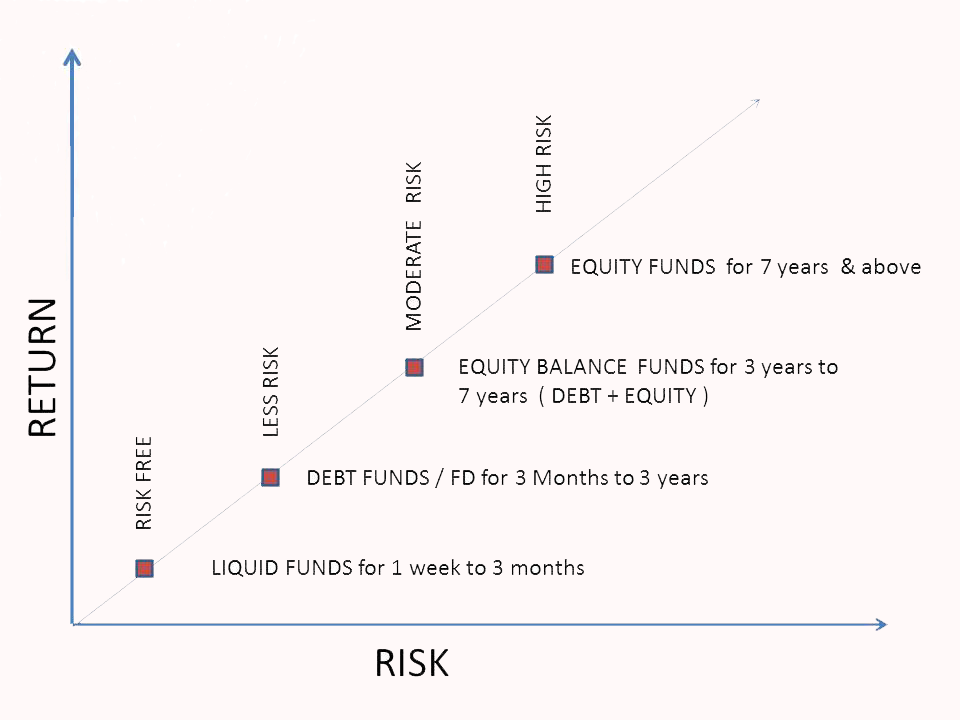 HIGH RISK
MODERATE RISK
EQUITY FUNDS for 7 years & above
RETURN
LESS RISK
EQUITY BALANCE FUNDS for 3 years to
7 years ( DEBT + EQUITY )
RISK FREE
DEBT FUNDS / FD for 3 Months to 3 years
LIQUID FUNDS for 1 week to 3 months
RISK